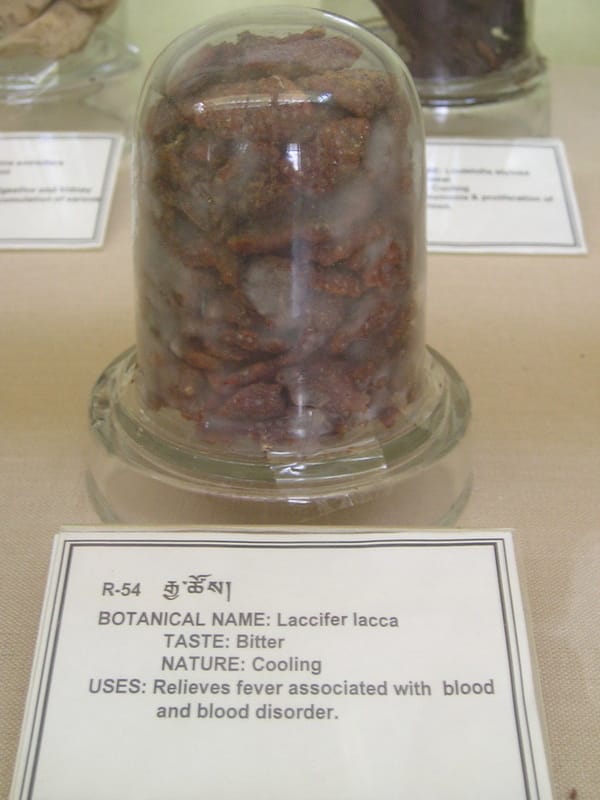 R-54 རྒྱ་ཚོས།
BOTANICAL NAME: Laccifer lacca
TASTE: Bitter
NATURE: Cooling
USES: Relieves fever associated with blood
and blood disorder.